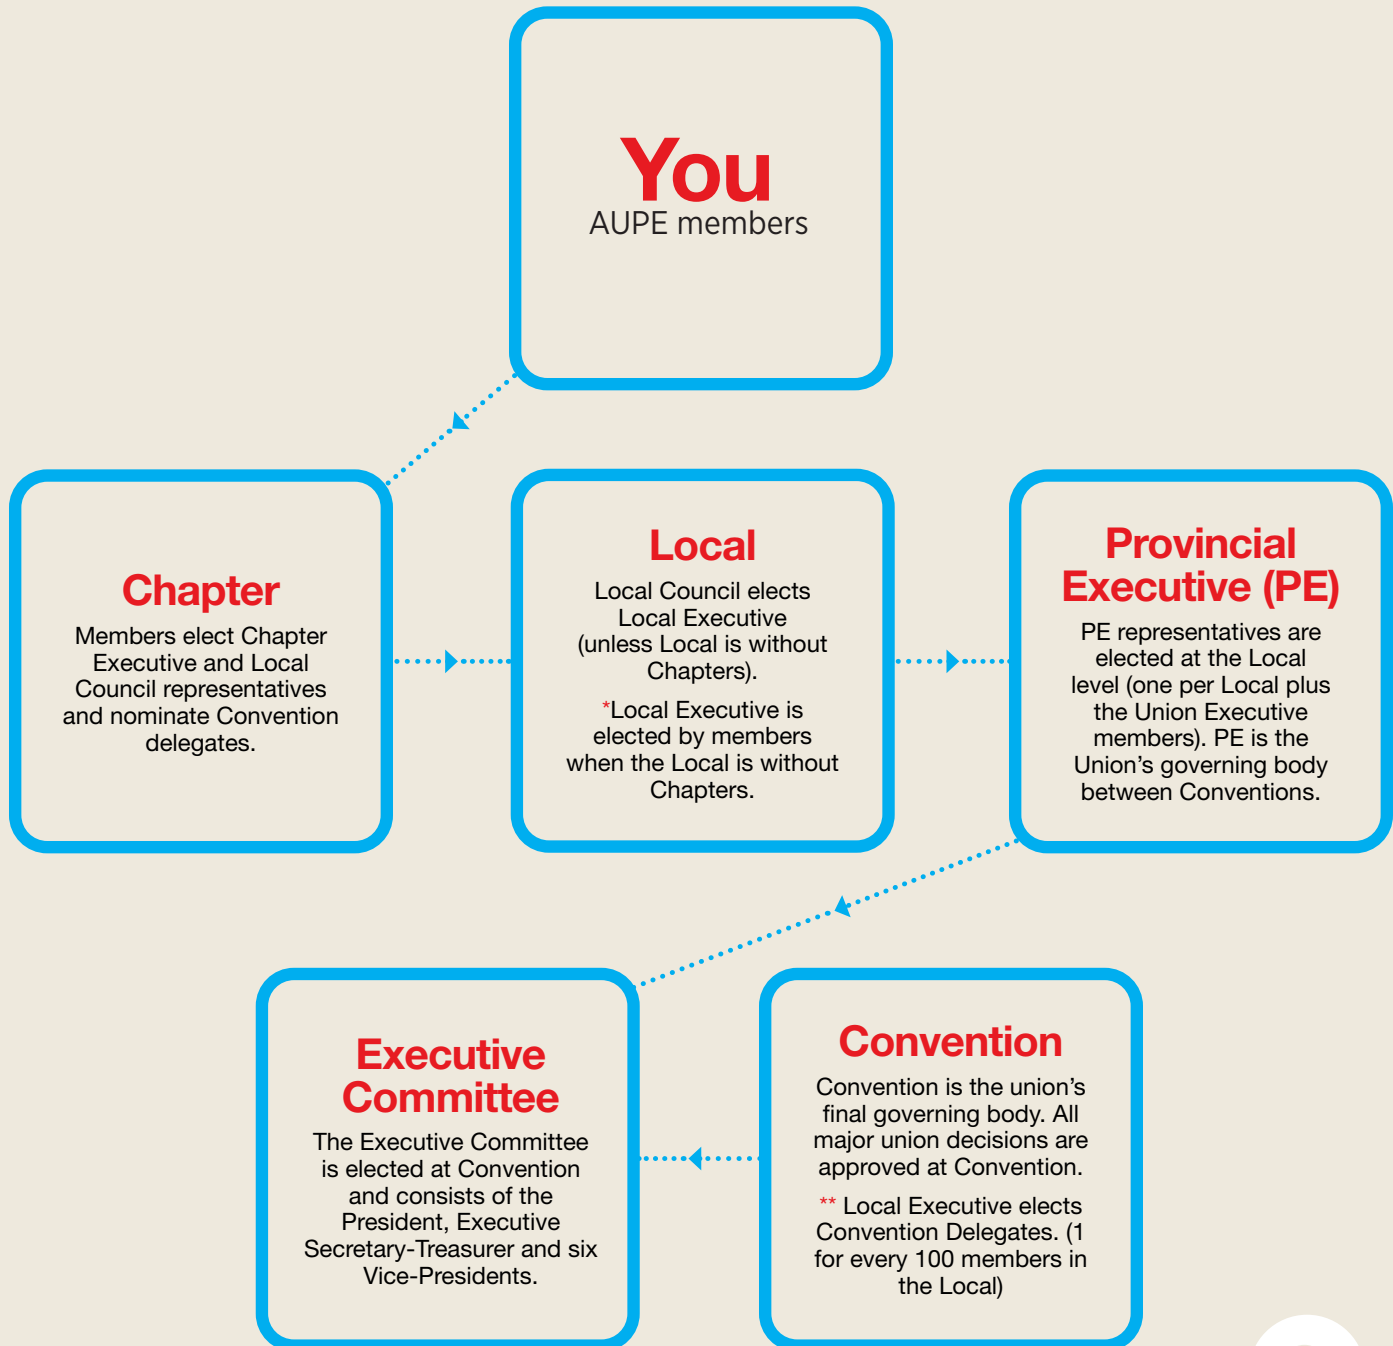 You
AUPE members
Chapter
Members elect Chapter
Executive and Local
Council representatives
and nominate Convention
delegates.
Local
Local Council elects
Local Executive
(unless Local is without
Chapters).
*Local Executive is
elected by members
when the Local is without
Chapters.
Provincial
Executive (PE)
PE representatives are
elected at the Local
level (one per Local plus
the Union Executive
members). PE is the
Union’s governing body
between Conventions.
Executive
Committee
The Executive Committee
is elected at Convention
and consists of the
President, Executive
Secretary-Treasurer and six
Vice-Presidents.
Convention
Convention is the union’s
final governing body. All
major union decisions are
approved at Convention.
** Local Executive elects
Convention Delegates. (1
for every 100 members in
the Local)